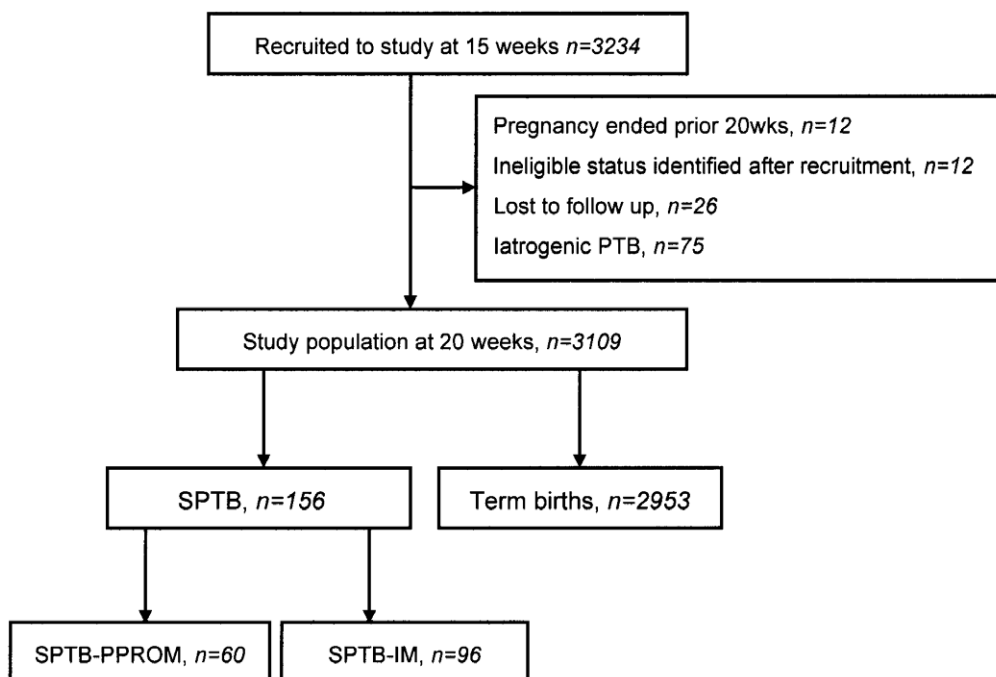 Recruited to study at 15 weeks n=3234
Pregnancy ended prior 20wks, n=12
Ineligible status identified after recruitment, n=12
Lost to follow up, n=26
Iatrogenic PTB, n=75
Study population at 20 weeks, n=3109
SPTB, n=156
Term births, n=2953
SPTB-PPROM, n=60
SPTB-IM, n=96